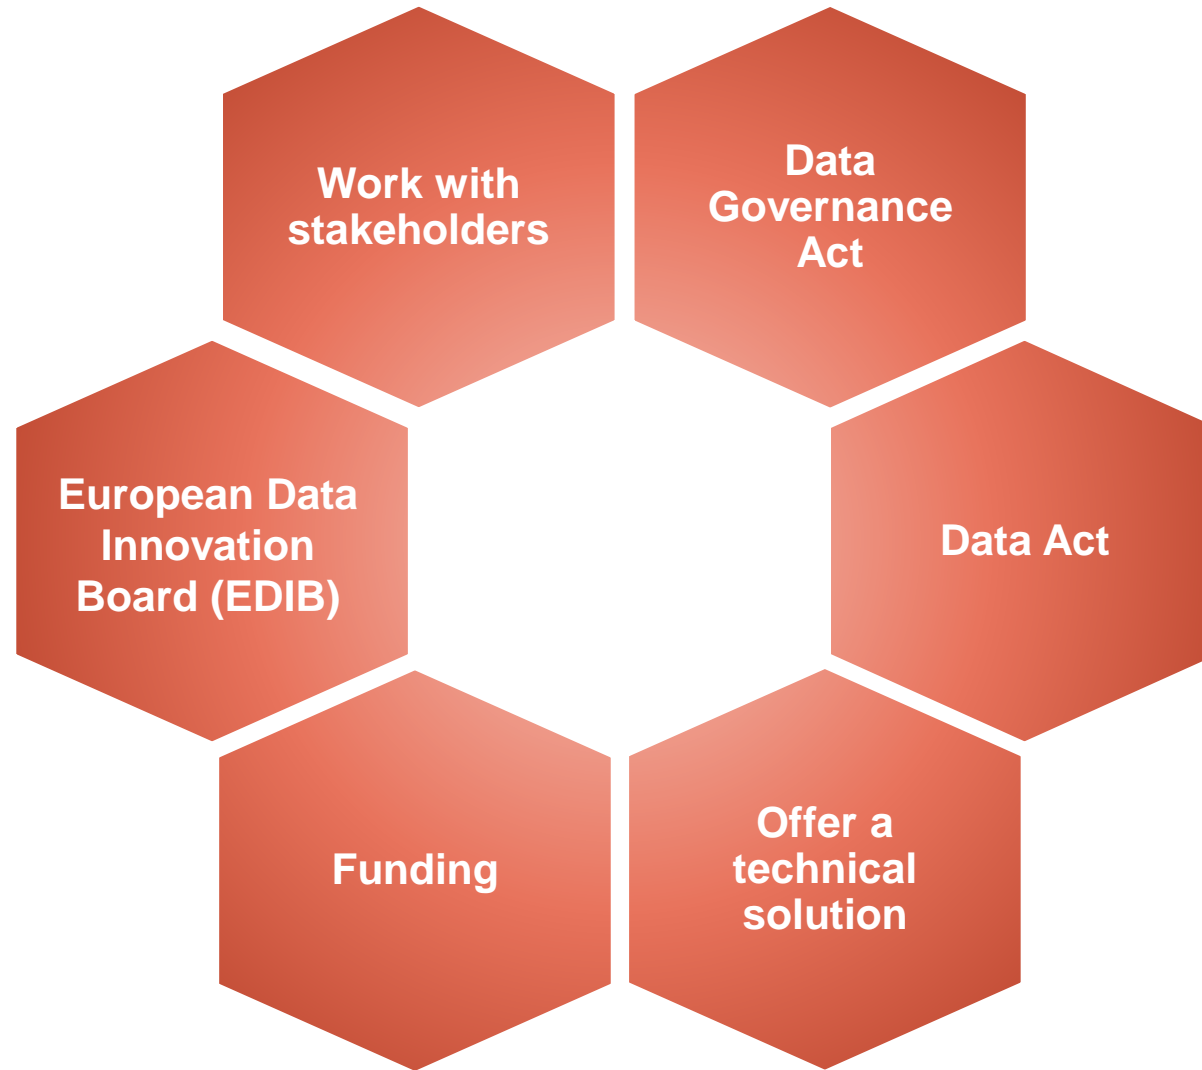 Work with
stakeholders
Data
Governance
Act
European Data
Innovation
Board (EDIB)
Data Act
Funding
Offer a
technical
solution